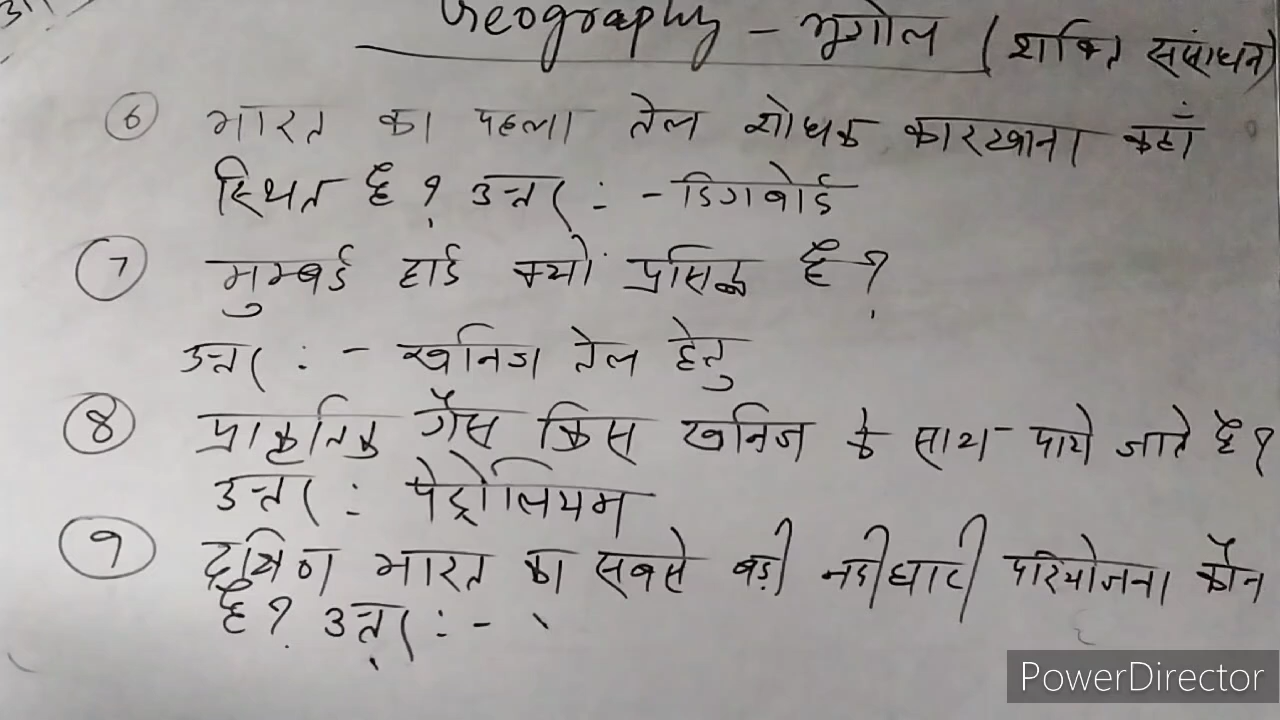 Geography - भूगोल ( शक्ति संसाधन)
⑥ भारत का पहला तेल शोधक कारखाना कहाँ
स्थित है ? उत्तर : - डिगबोई
⑦ मुम्बई हाई क्यों प्रसिद्ध है ?
उत्तर : - खनिज तेल हेतु
⑧ प्राकृतिक गैस किस खनिज के साथ पाये जाते है ?
उत्तर : पेट्रोलियम
⑨ दक्षिण भारत का सबसे बड़ी नदीघाटी परियोजना कौन
है ? उत्तर : -
PowerDirector